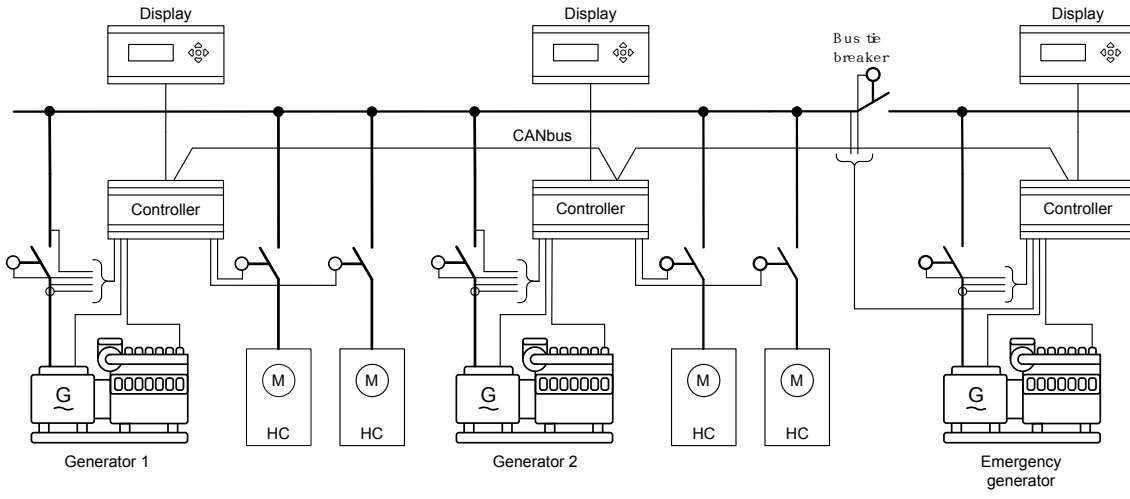 Display
Display
Display
Bus tie
breaker
CANbus
Controller
Controller
Controller
G
M
M
G
M
M
G
HC
HC
HC
HC
Generator 1
Generator 2
Emergency
generator